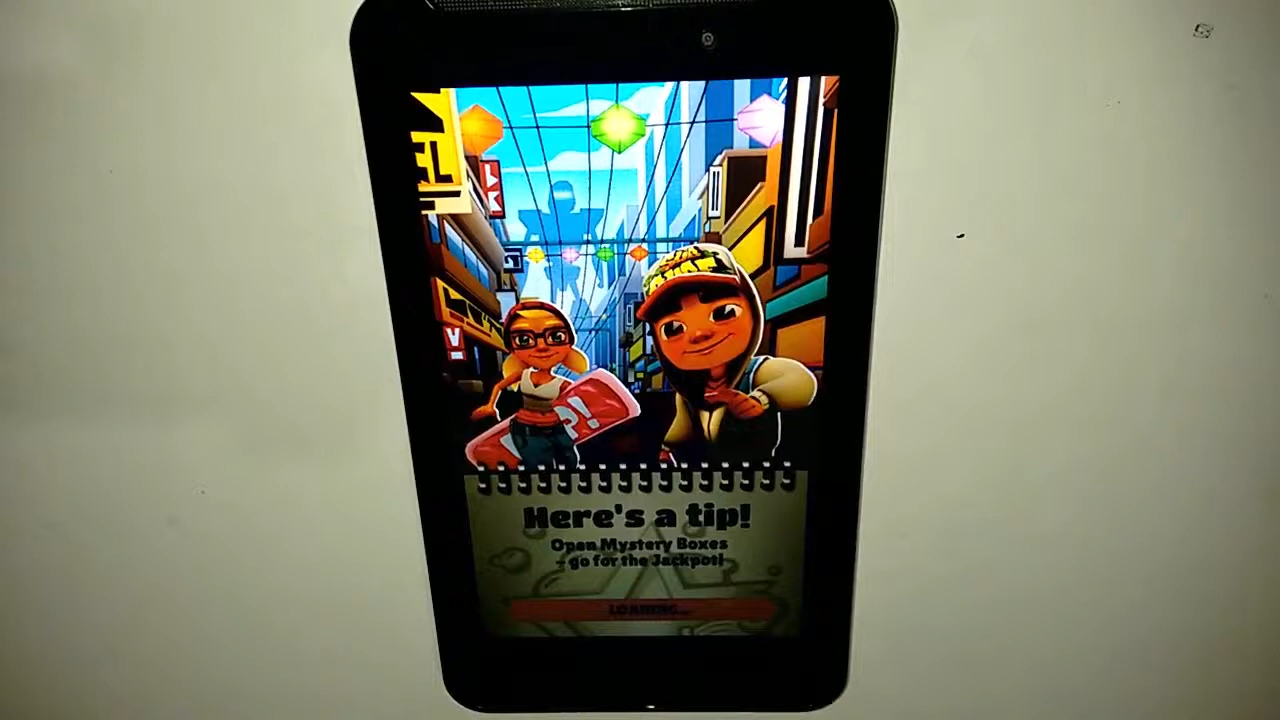 Here's a tip!
Open Mystery Boxes
– go for the Jackpot!
LOADING...